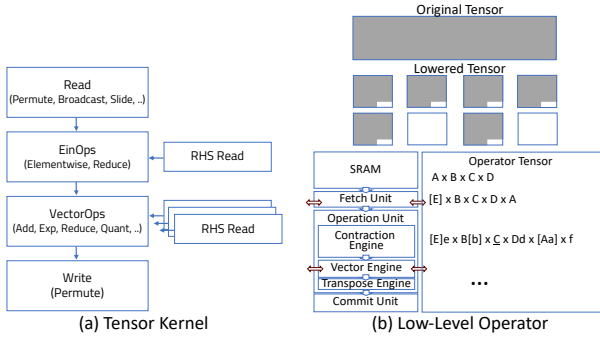 Original Tensor
Lowered Tensor
Read
(Permute, Broadcast, Slide, ..)
EinOps
(Elementwise, Reduce)
RHS Read
VectorOps
(Add, Exp, Reduce, Quant, ..)
RHS Read
Write
(Permute)
(a) Tensor Kernel
SRAM
Fetch Unit
Operation Unit
Contraction
Engine
Vector Engine
Transpose Engine
Commit Unit
Operator Tensor
A x B x C x D
[E] x B x C x D x A
[E]e x B[b] x C x Dd x [Aa] x f
...
(b) Low-Level Operator